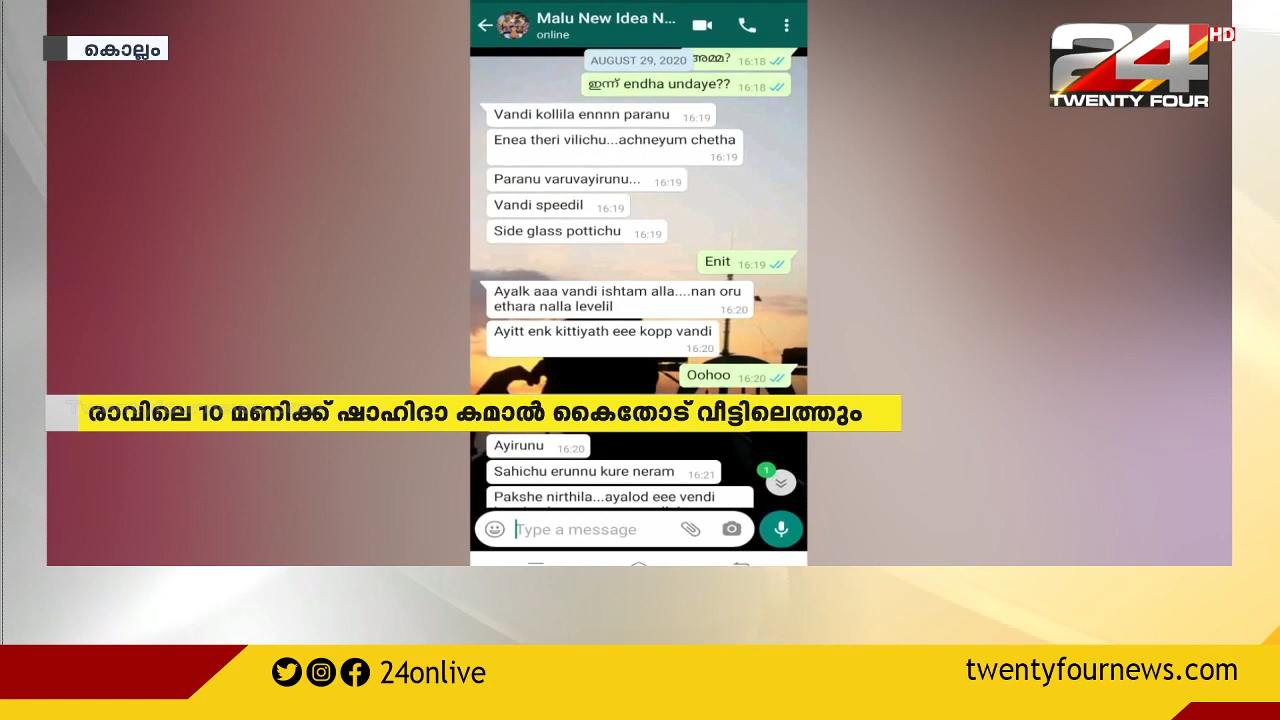 കൊല്ലം
Malu New Idea N...
online
24 HD
TWENTY FOUR
AUGUST 29, 2020
അമ്മ? 16:18
ഇന്ന് endha undaye?? 16:18
Vandi kollila ennnn paranu 16:19
Enea theri vilichu...achneyum chetha
16:19
Paranu varuvayirunu... 16:19
Vandi speedil 16:19
Side glass pottichu 16:19
Enit 16:19
Ayalk aaa vandi ishtam alla....nan oru
ethara nalla levelil
16:20
Ayitt enk kittiyath eee kopp vandi
16:20
Oohoo 16:20
രാവിലെ 10 മണിക്ക് ഷാഹിദാ കമാൽ കൈതോട് വീട്ടിലെത്തും
Ayirunu 16:20
Sahichu erunnu kure neram 16:21
1
Pakshe nirthila...ayalod eee vendi
Type a message
24onlive
twentyfournews.com